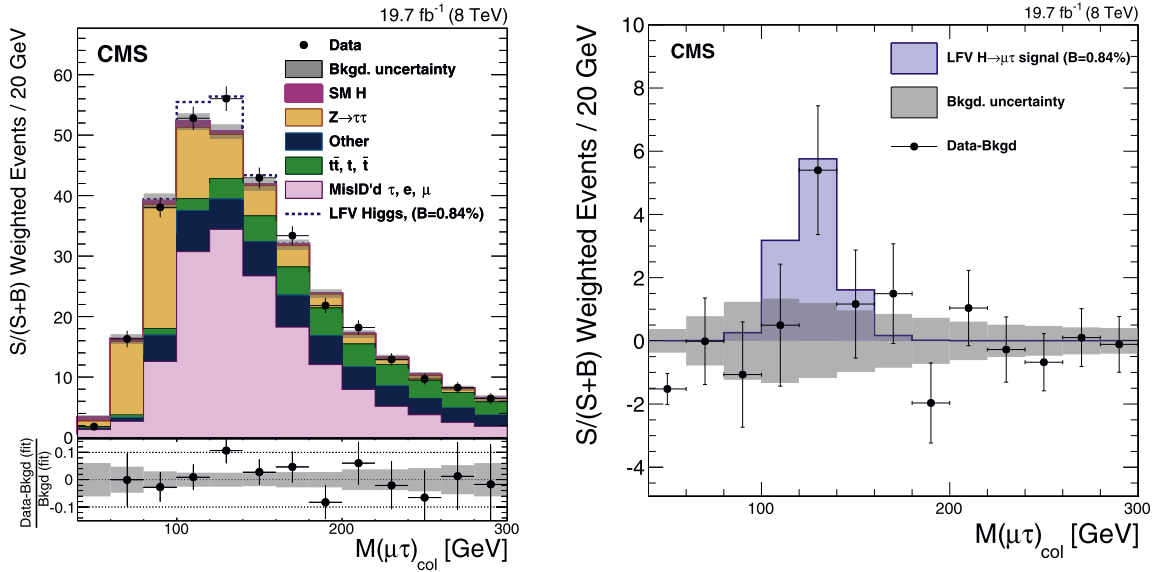 19.7 fb⁻¹ (8 TeV)
CMS
Data
Bkgd. uncertainty
SM H
Z→ττ
Other
tt̄, t, t̄
MisID'd τ, e, μ
LFV Higgs, (B=0.84%)
S/(S+B) Weighted Events / 20 GeV
60
50
40
30
20
10
0
Data-Bkgd (fit)
Bkgd (fit)
0.1
0
-0.1
100
200
300
M(μτ)col [GeV]
19.7 fb⁻¹ (8 TeV)
CMS
LFV H→μτ signal (B=0.84%)
Bkgd. uncertainty
Data-Bkgd
S/(S+B) Weighted Events / 20 GeV
10
8
6
4
2
0
-2
-4
100
200
300
M(μτ)col [GeV]